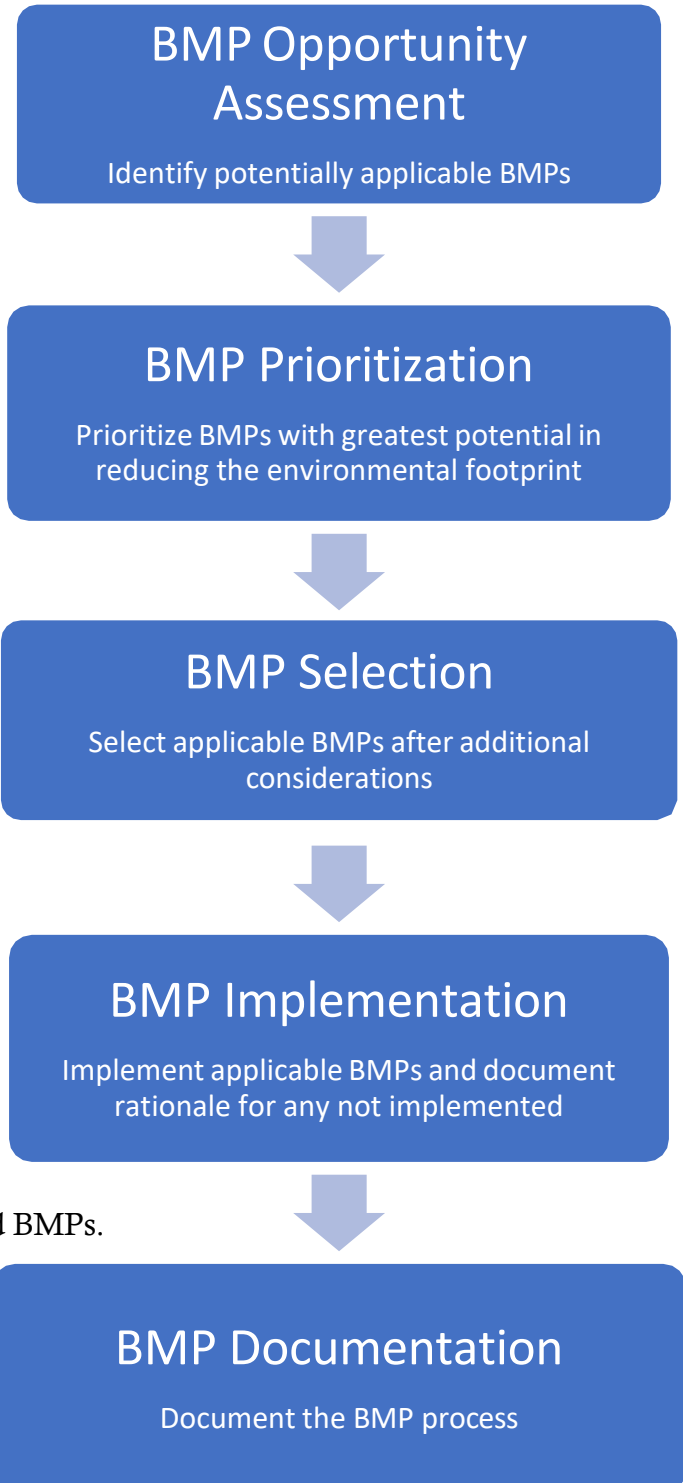 BMP Opportunity
Assessment
Identify potentially applicable BMPs
BMP Prioritization
Prioritize BMPs with greatest potential in
reducing the environmental footprint
BMP Selection
Select applicable BMPs after additional
considerations
BMP Implementation
Implement applicable BMPs and document
rationale for any not implemented
BMPs.
BMP Documentation
Document the BMP process